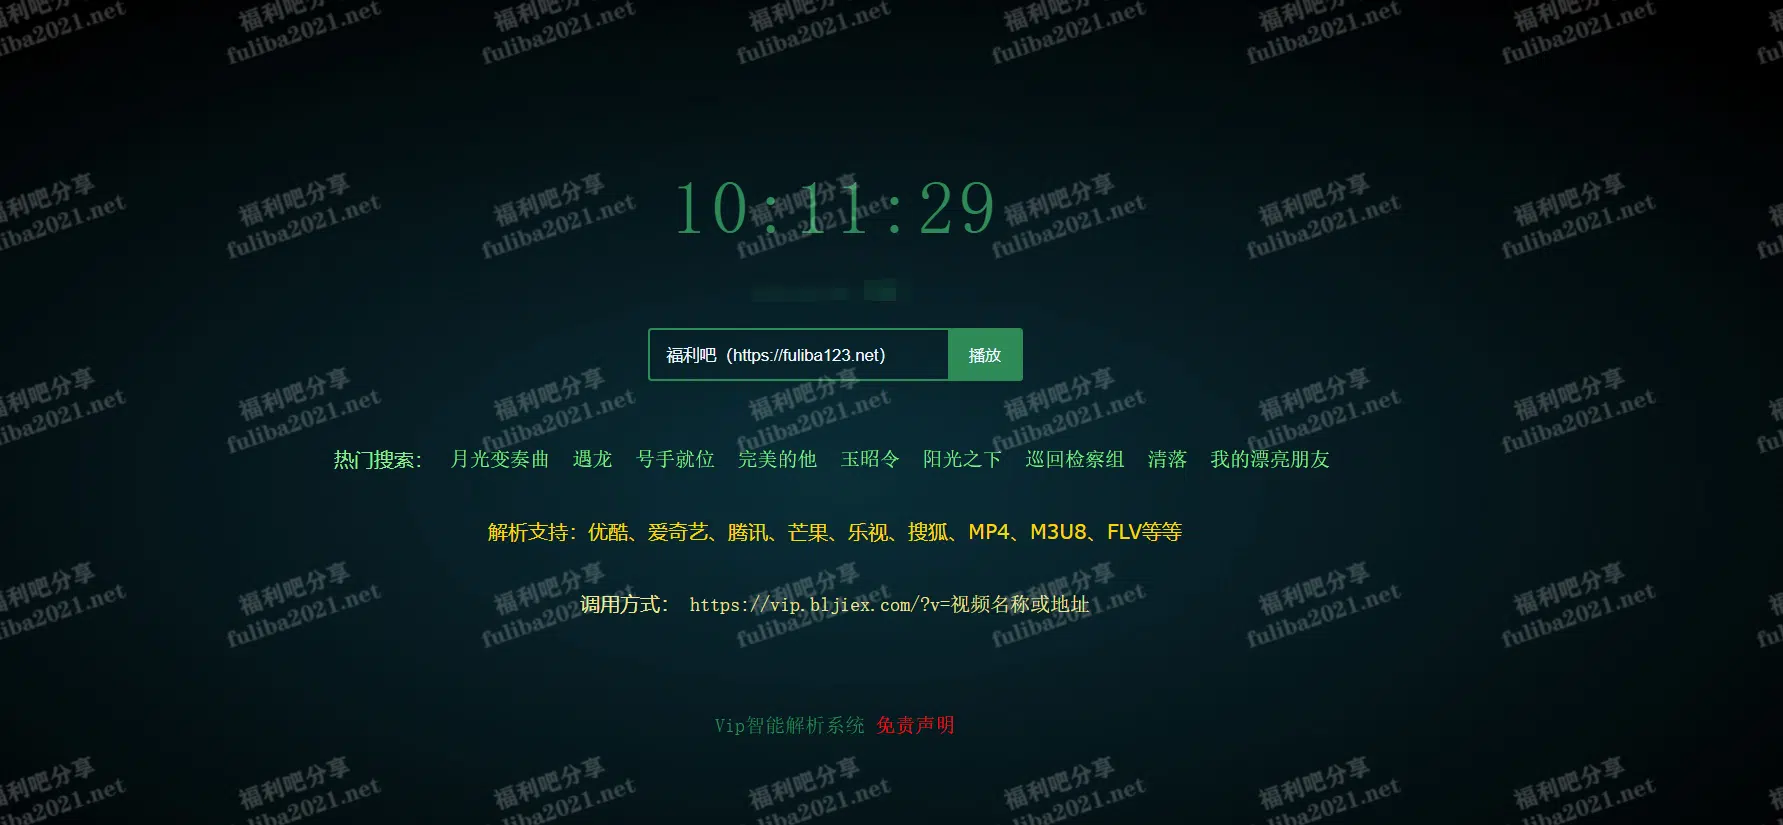 福利吧分享
fuliba2021.net
10:11:29
福利吧（https://fuliba123.net） 播放
热门搜索： 月光变奏曲 遇龙 号手就位 完美的他 玉昭令 阳光之下 巡回检察组 清落 我的漂亮朋友
解析支持：优酷、爱奇艺、腾讯、芒果、乐视、搜狐、MP4、M3U8、FLV等等
调用方式： https://vip.bljiex.com/?v=视频名称或地址
Vip智能解析系统 免责声明